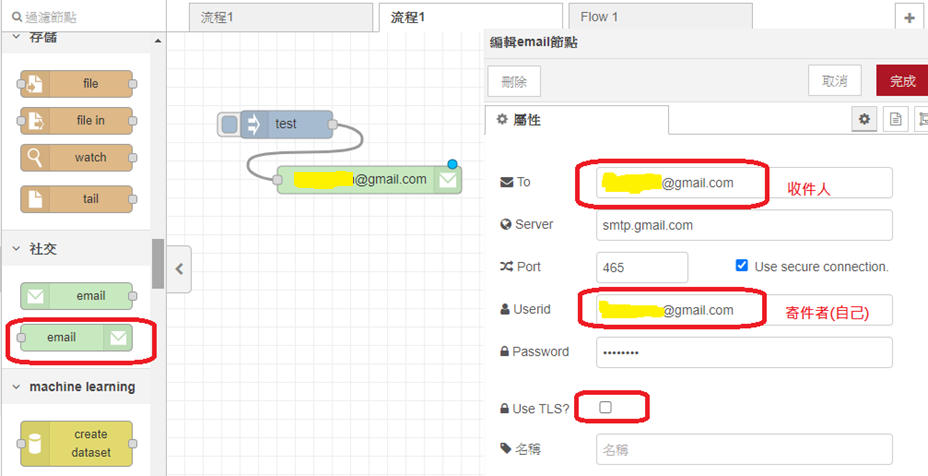 過濾節點
流程1
流程1
Flow 1
存儲
file
file in
watch
tail
社交
email
email
machine learning
create
dataset
test
@gmail.com
編輯email節點
刪除
取消
完成
屬性
To
@gmail.com
收件人
Server
smtp.gmail.com
Port
465
Use secure connection.
Userid
@gmail.com
寄件者(自己)
Password
••••••••
Use TLS?
名稱
名稱